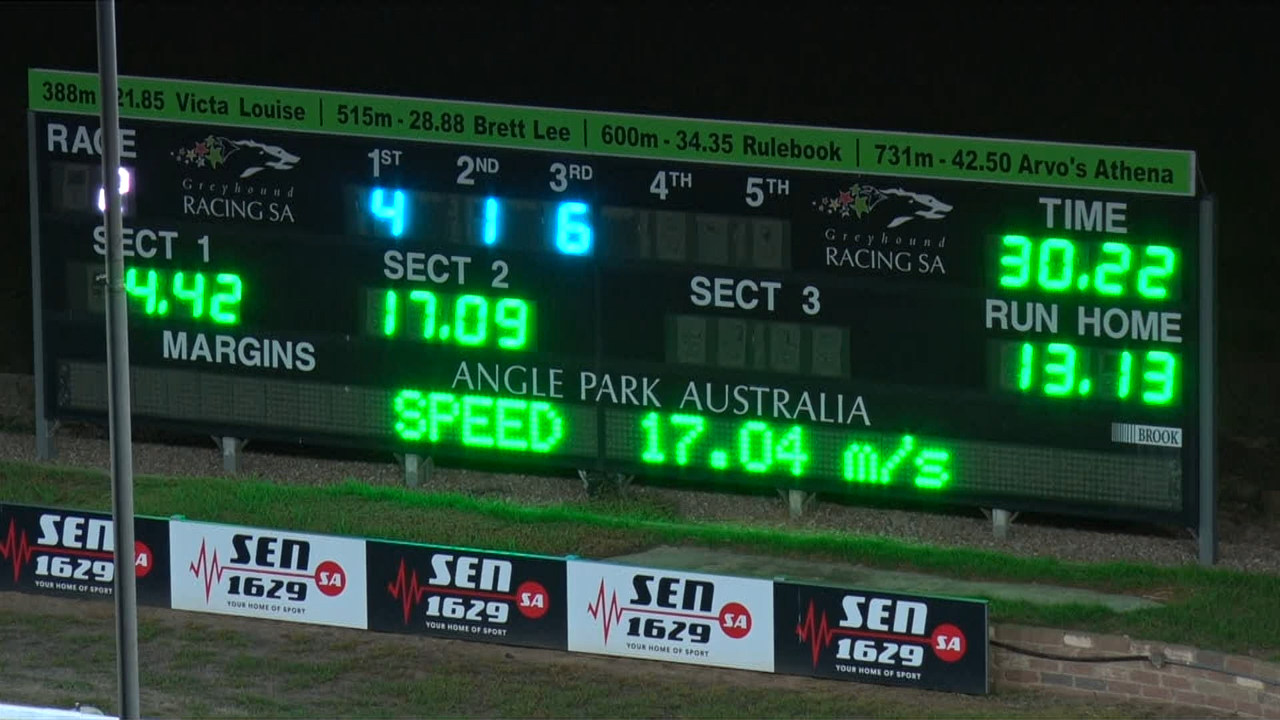 388m 21.85 Victa Louise | 515m - 28.88 Brett Lee | 600m - 34.35 Rulebook | 731m - 42.50 Arvo's Athena
RACE
Greyhound
RACING SA
1ST 2ND 3RD 4TH 5TH
4 1 6
Greyhound
RACING SA
TIME
30.22
SECT 1
4.42
SECT 2
17.09
SECT 3
RUN HOME
13.13
MARGINS
ANGLE PARK AUSTRALIA
SPEED 17.04 m/s
BROOK
SEN
1629
SA
YOUR HOME OF SPORT
SEN
1629
SA
YOUR HOME OF SPORT
SEN
1629
SA
YOUR HOME OF SPORT
SEN
1629
SA
YOUR HOME OF SPORT
SEN
1629
SA
YOUR HOME OF SPORT